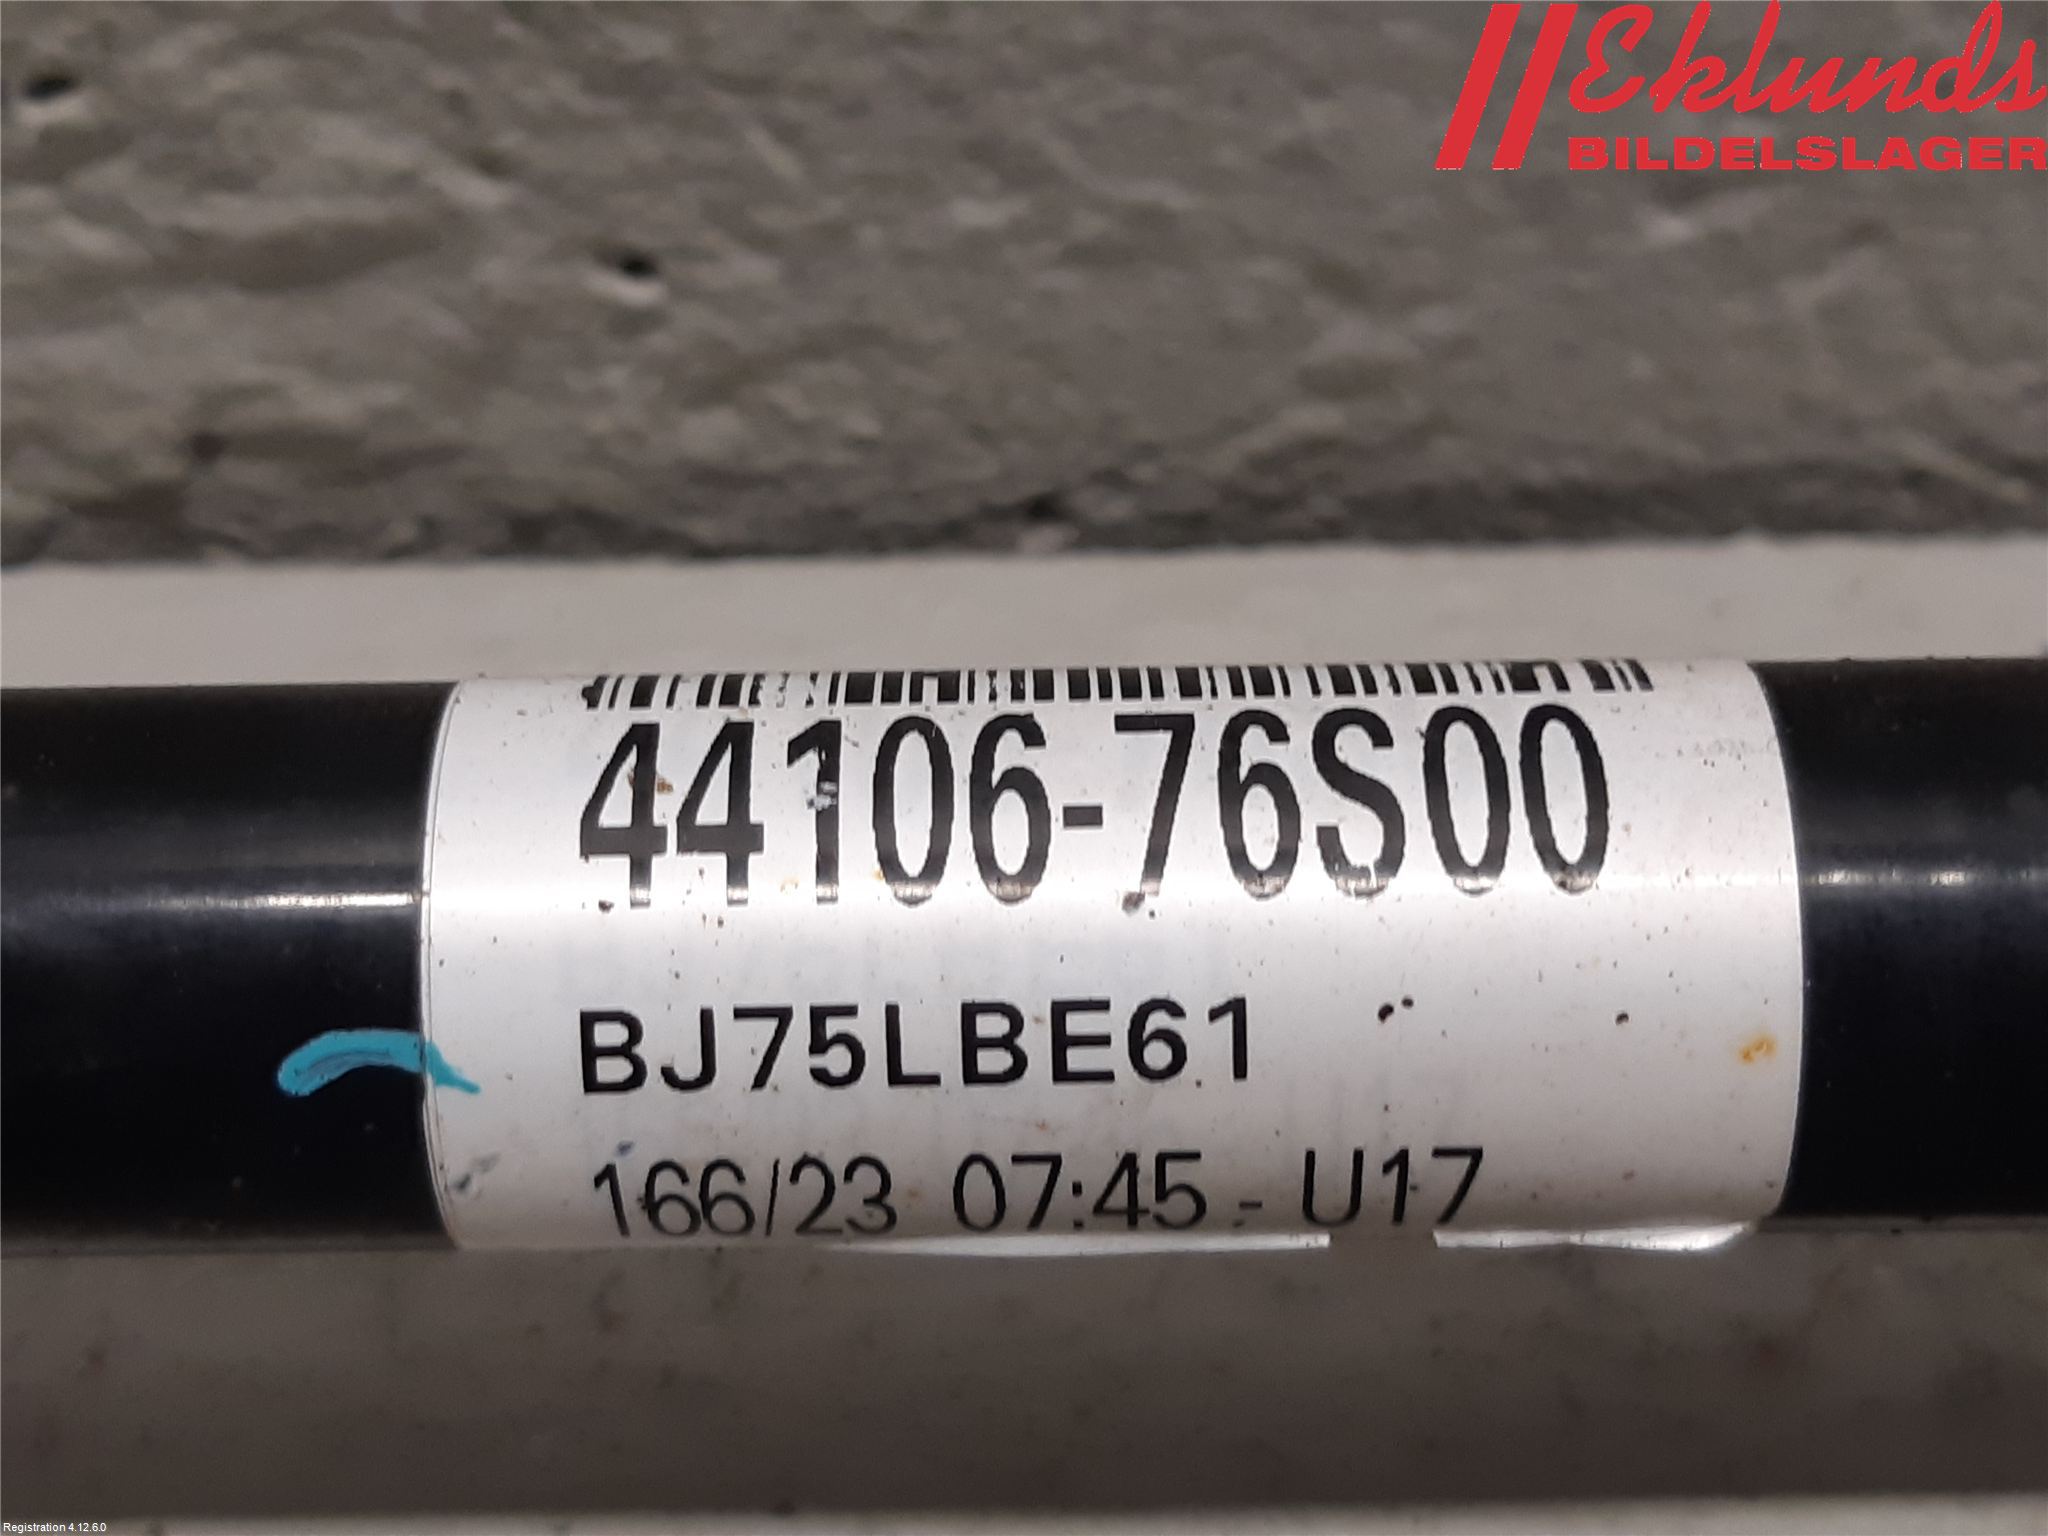 Eklunds
BILDELSLAGER
44106-76S00
BJ75LBE61
166/23 07:45 - U17
Registration 4.12.6.0